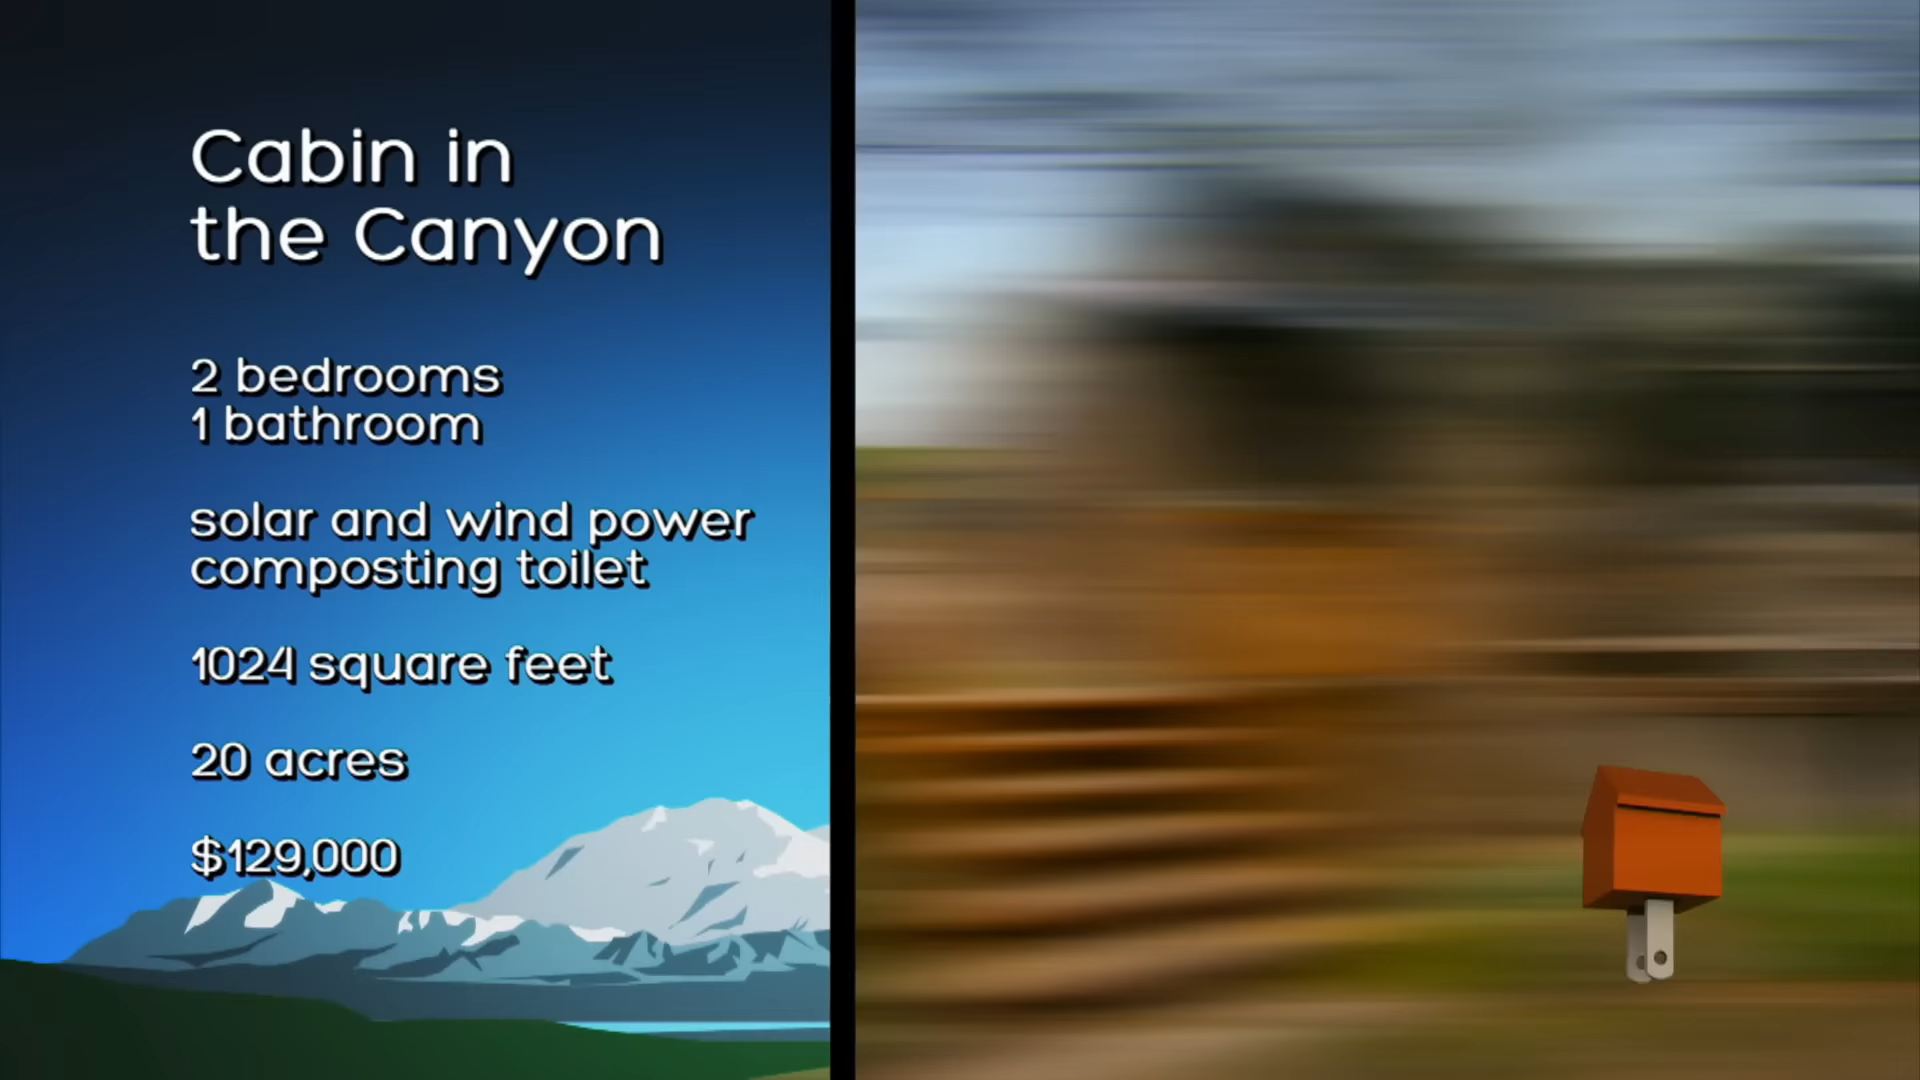 Cabin in
the Canyon
2 bedrooms
1 bathroom
solar and wind power
composting toilet
1024 square feet
20 acres
$129,000